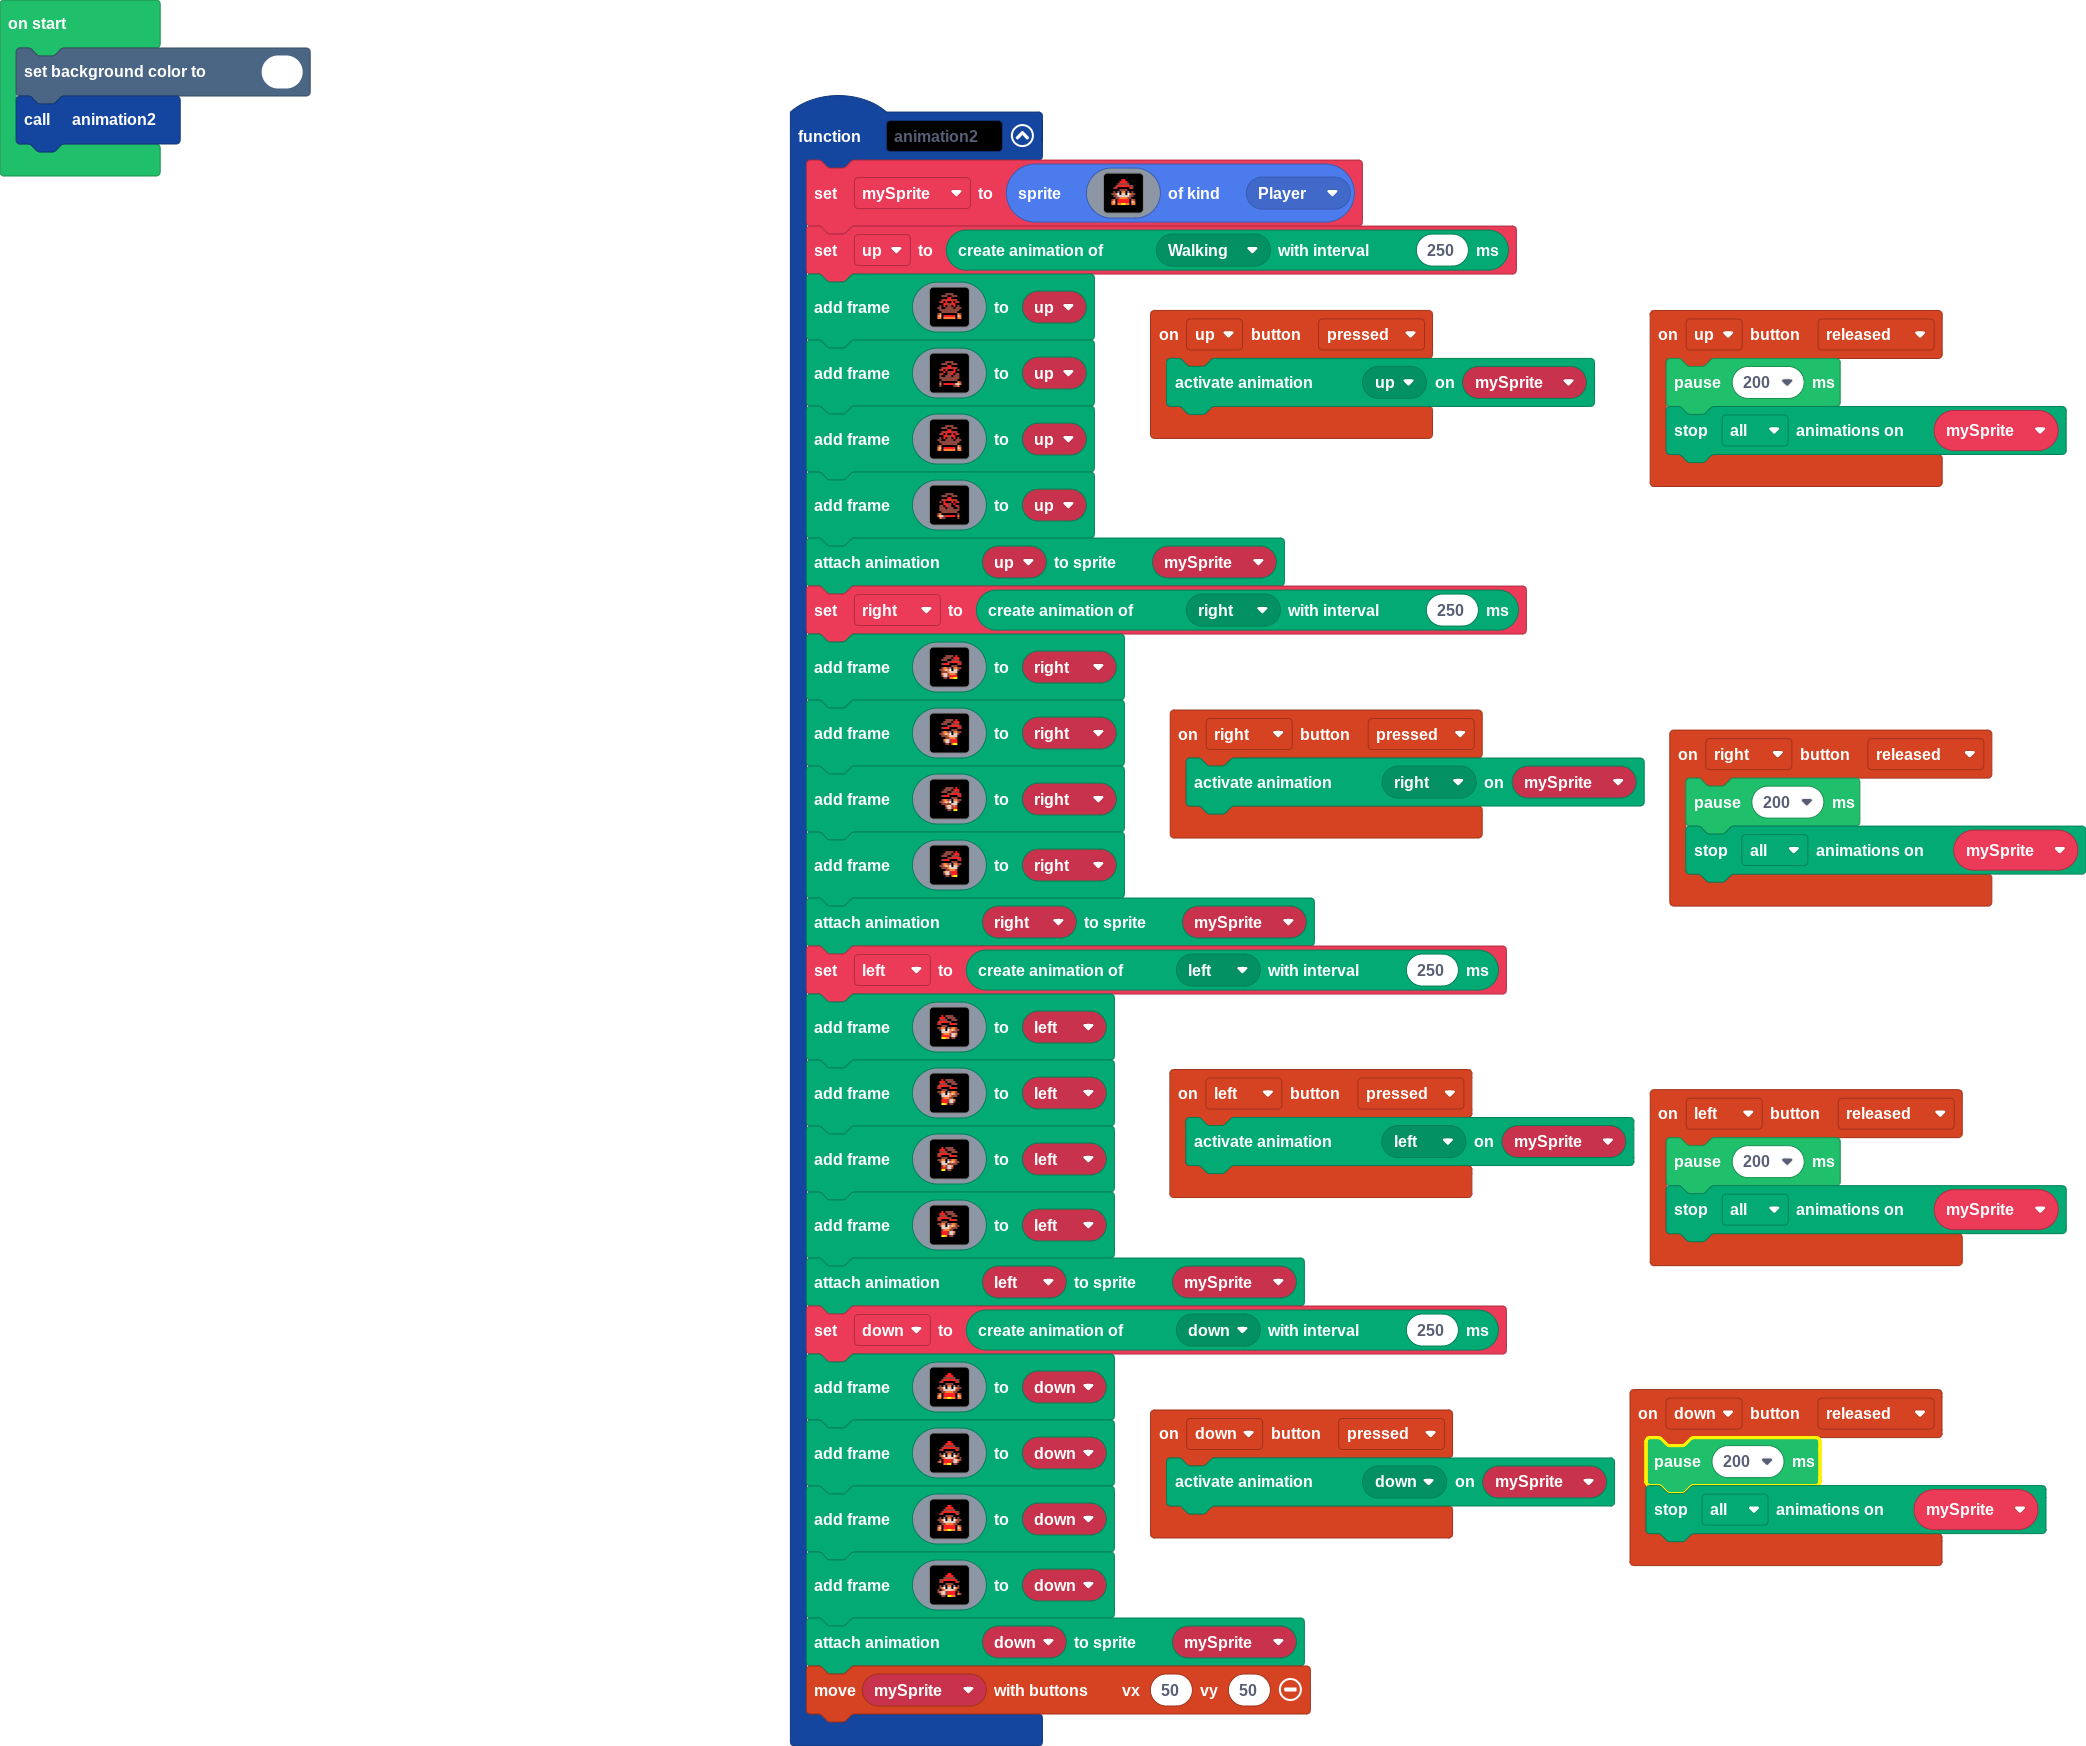 on start
set background color to
call animation2
function animation2
set mySprite to sprite of kind Player
set up to create animation of Walking with interval 250 ms
add frame to up
add frame to up
add frame to up
add frame to up
attach animation up to sprite mySprite
set right to create animation of right with interval 250 ms
add frame to right
add frame to right
add frame to right
add frame to right
attach animation right to sprite mySprite
set left to create animation of left with interval 250 ms
add frame to left
add frame to left
add frame to left
add frame to left
attach animation left to sprite mySprite
set down to create animation of down with interval 250 ms
add frame to down
add frame to down
add frame to down
add frame to down
attach animation down to sprite mySprite
move mySprite with buttons vx 50 vy 50
on up button pressed
activate animation up on mySprite
on up button released
pause 200 ms
stop all animations on mySprite
on right button pressed
activate animation right on mySprite
on right button released
pause 200 ms
stop all animations on mySprite
on left button pressed
activate animation left on mySprite
on left button released
pause 200 ms
stop all animations on mySprite
on down button pressed
activate animation down on mySprite
on down button released
pause 200 ms
stop all animations on mySprite